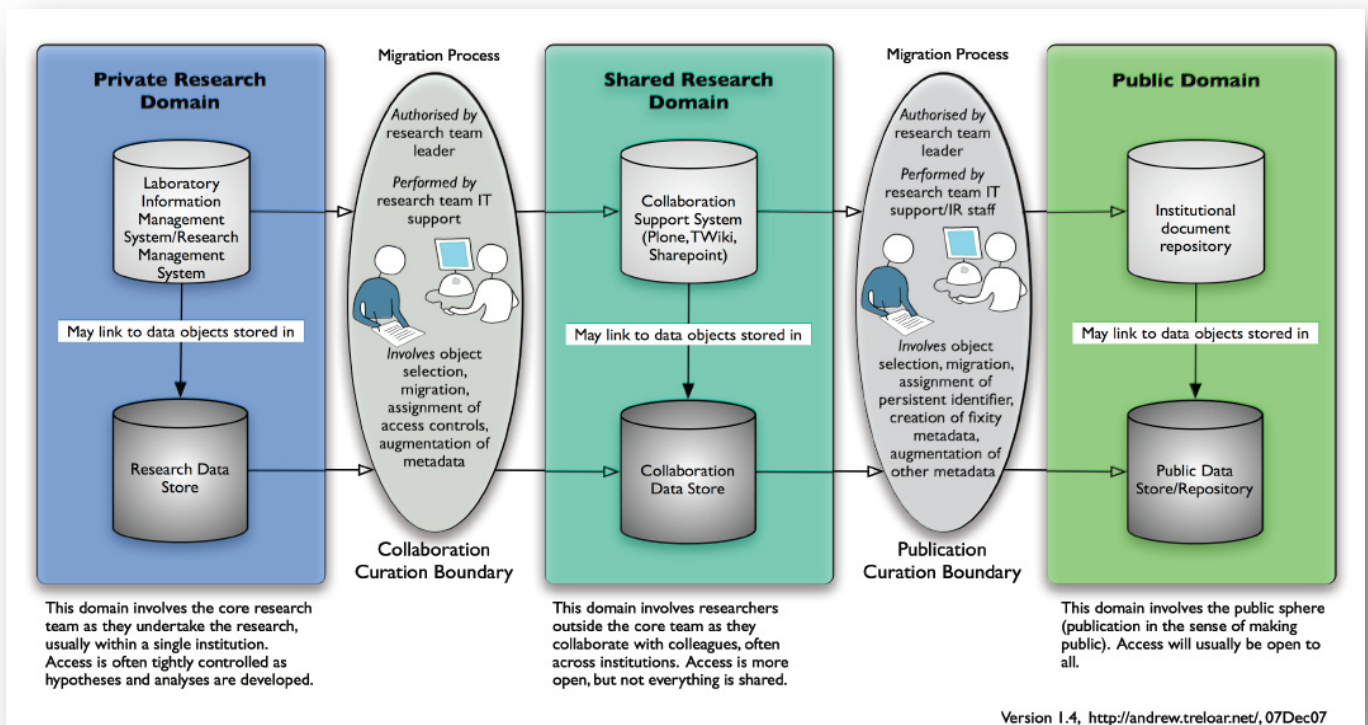 Private Research
Domain
Laboratory
Information
Management
System/Research
Management
System
May link to data objects stored in
Research Data
Store
This domain involves the core research
team as they undertake the research,
usually within a single institution.
Access is often tightly controlled as
hypotheses and analyses are developed.
Migration Process
Authorised by
research team
leader
Performed by
research team IT
support
Involves object
selection,
migration,
assignment of
access controls,
augmentation of
metadata
Collaboration
Curation Boundary
Shared Research
Domain
Collaboration
Support System
(Plone, TWiki,
Sharepoint)
May link to data objects stored in
Collaboration
Data Store
This domain involves researchers
outside the core team as they
collaborate with colleagues, often
across institutions. Access is more
open, but not everything is shared.
Migration Process
Authorised by
research team
leader
Performed by
research team IT
support/IR staff
Involves object
selection, migration,
assignment of
persistent identifier,
creation of fixity
metadata,
augmentation of
other metadata
Publication
Curation Boundary
Public Domain
Institutional
document
repository
May link to data objects stored in
Public Data
Store/Repository
This domain involves the public sphere
(publication in the sense of making
public). Access will usually be open to
all.
Version 1.4, http://andrew.treloar.net/, 07Dec07